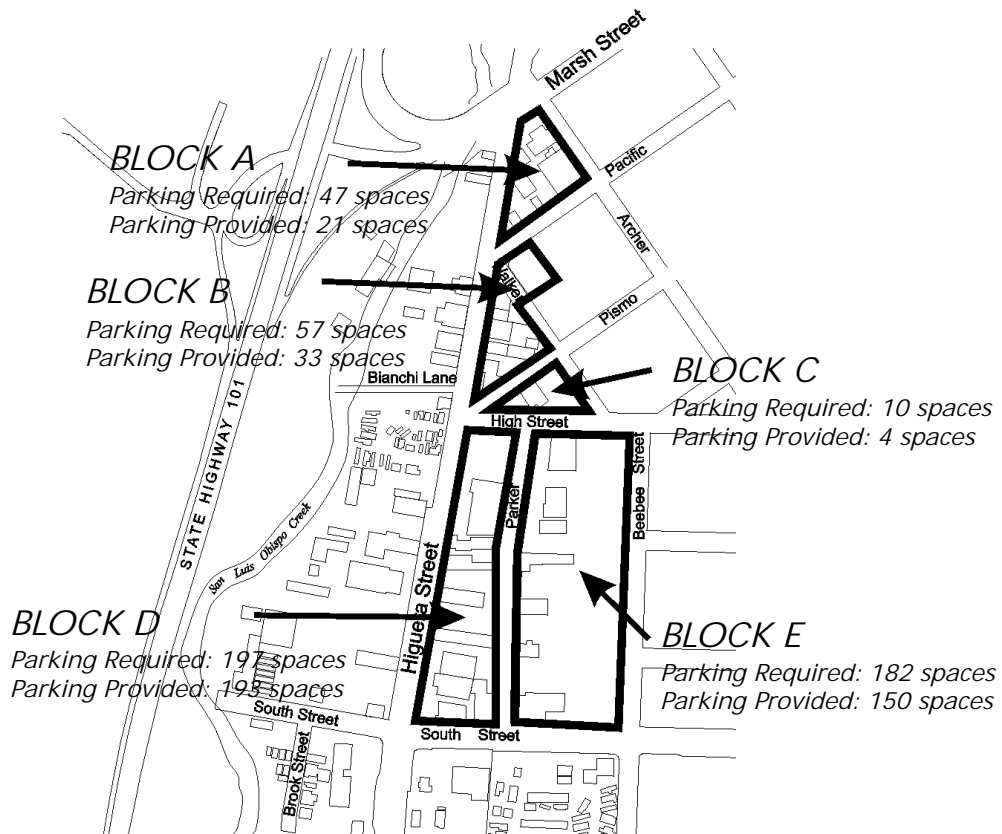 Marsh Street
BLOCK A
Parking Required: 47 spaces
Parking Provided: 21 spaces
Pacific
Archer
BLOCK B
Parking Required: 57 spaces
Parking Provided: 33 spaces
Walker
Pismo
Bianchi Lane
BLOCK C
Parking Required: 10 spaces
Parking Provided: 4 spaces
High Street
STATE HIGHWAY 101
Parker
Beebee Street
San Luis Obispo Creek
Higuera Street
BLOCK D
Parking Required: 197 spaces
Parking Provided: 193 spaces
BLOCK E
Parking Required: 182 spaces
Parking Provided: 150 spaces
South Street
South Street
Brook Street